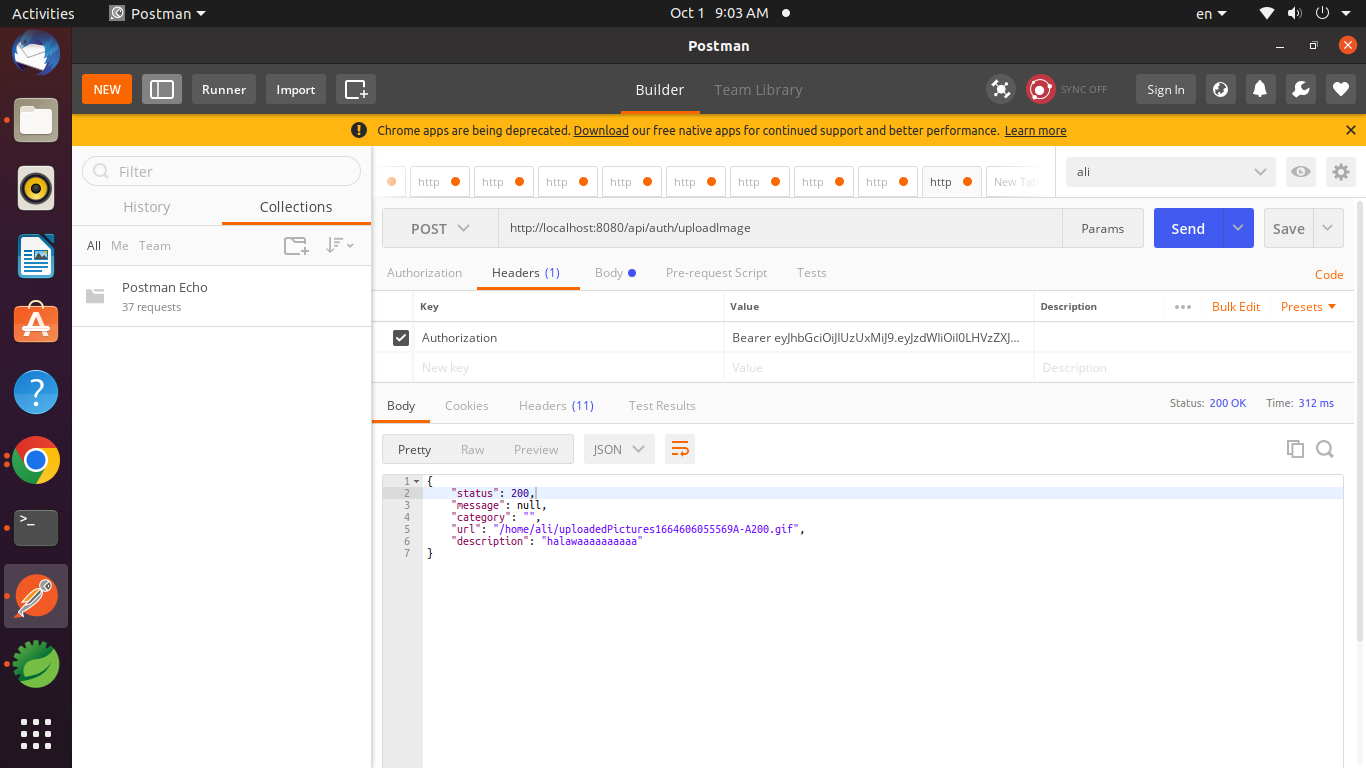 Activities Postman Oct 1 9:03 AM en
Postman
NEW Runner Import Builder Team Library SYNC OFF Sign In
Chrome apps are being deprecated. Download our free native apps for continued support and better performance. Learn more
Filter
History Collections
All Me Team
Postman Echo
37 requests
http http http http http http http http http New Tab
ali
POST http://localhost:8080/api/auth/uploadImage Params Send Save
Authorization Headers (1) Body Pre-request Script Tests Code
Key Value Description ••• Bulk Edit Presets
Authorization Bearer eyJhbGciOiJIUzUxMiJ9.eyJzdWIiOiI0LHVzZXJ...
New key Value Description
Body Cookies Headers (11) Test Results Status: 200 OK Time: 312 ms
Pretty Raw Preview JSON
1 {
2 "status": 200,
3 "message": null,
4 "category": "",
5 "url": "/home/ali/uploadedPictures1664606055569A-A200.gif",
6 "description": "halawaaaaaaaaaa"
7 }